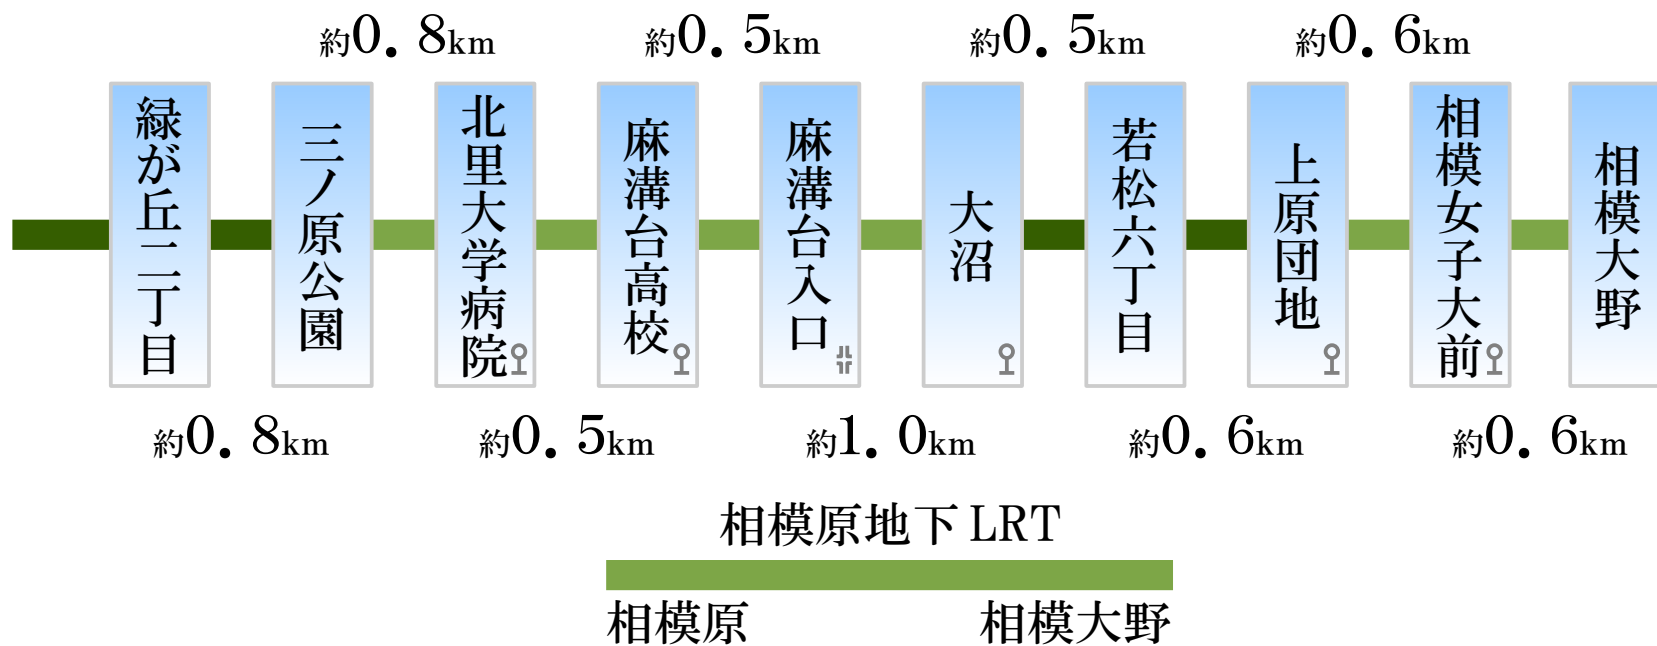 約0.8km 約0.5km 約0.5km 約0.6km
緑が丘二丁目
三ノ原公園
北里大学病院
麻溝台高校
麻溝台入口
大沼
若松六丁目
上原団地
相模女子大前
相模大野
約0.8km 約0.5km 約1.0km 約0.6km 約0.6km
相模原地下LRT
相模原 相模大野